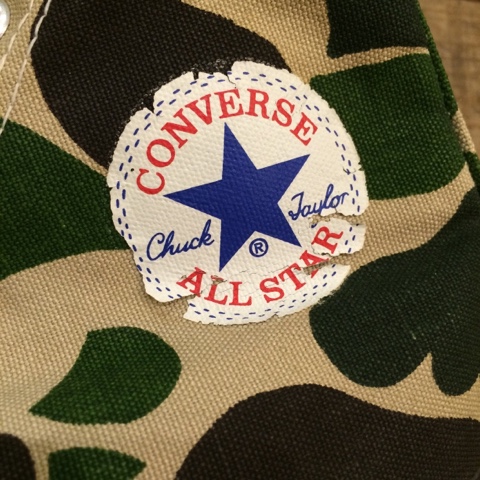 CONVERSE
Chuck Taylor
®
ALL STAR